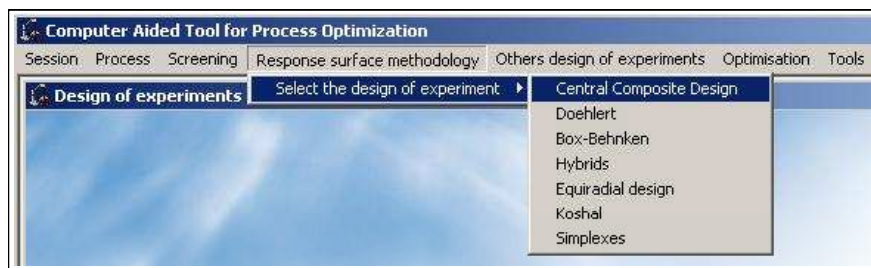 Computer Aided Tool for Process Optimization
Session Process Screening Response surface methodology Others design of experiments Optimisation Tools
Design of experiments
Select the design of experiment
Central Composite Design
Doehlert
Box-Behnken
Hybrids
Equiradial design
Koshal
Simplexes